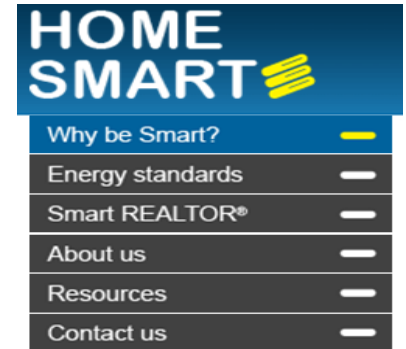 HOME
SMART
Why be Smart?
Energy standards
Smart REALTOR®
About us
Resources
Contact us